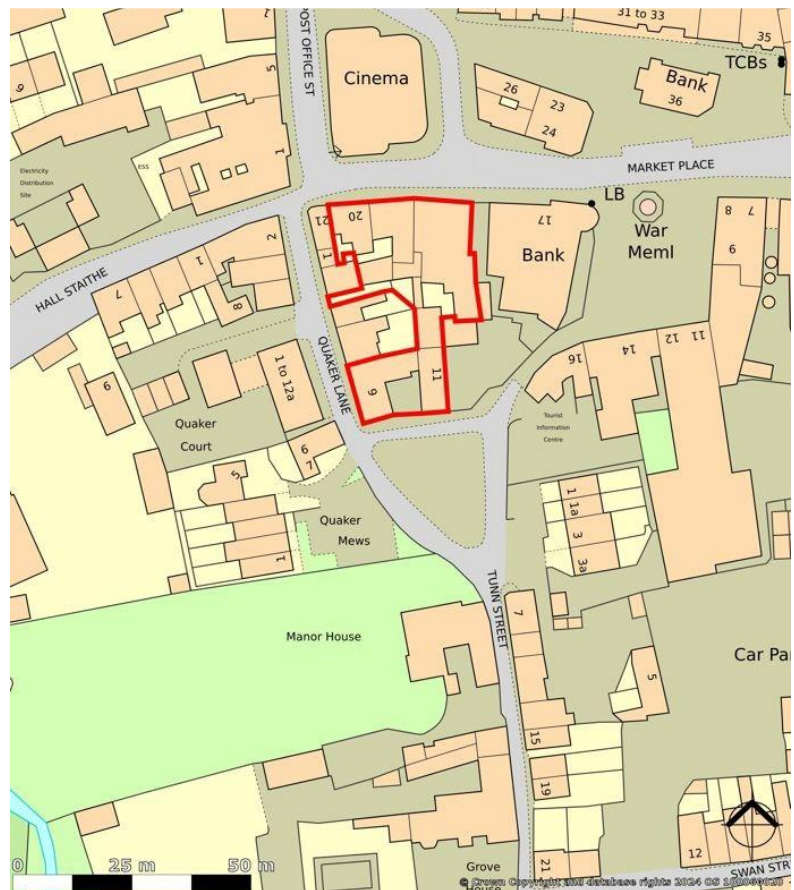 POST OFFICE ST
5
Cinema
26
23
24
31 to 33
35
TCBs
Bank
36
9
ESS
1
Electricity
Distribution
Site
MARKET PLACE
LB
War
Meml
17
Bank
21
20
1
2
1
7
8
HALL STAITHE
8
7
9
QUAKER LANE
1 to 12a
9
11
9
Quaker
Court
16
14
12
11
Tourist
Information
Centre
6
7
5
1
Quaker
Mews
1
1a
3
3a
TUNN STREET
7
Manor House
Car Pa
5
15
19
21
12
SWAN STR
Grove
House
0
25 m
50 m
© Crown Copyright and database rights 2024 OS